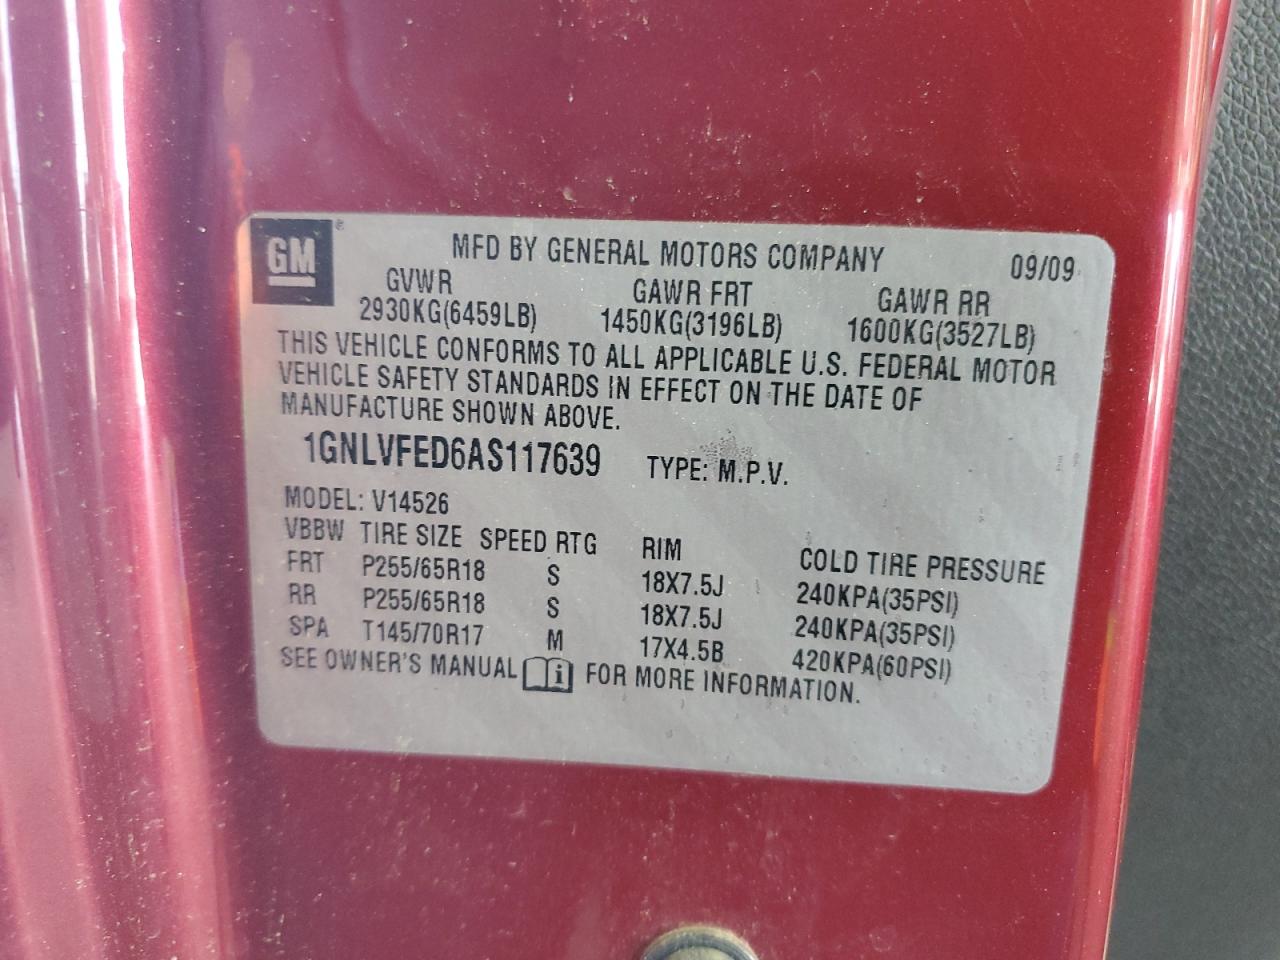 GM®
MFD BY GENERAL MOTORS COMPANY 09/09
GVWR GAWR FRT GAWR RR
2930KG(6459LB) 1450KG(3196LB) 1600KG(3527LB)
THIS VEHICLE CONFORMS TO ALL APPLICABLE U.S. FEDERAL MOTOR
VEHICLE SAFETY STANDARDS IN EFFECT ON THE DATE OF
MANUFACTURE SHOWN ABOVE.
1GNLVFED6AS117639 TYPE: M.P.V.
MODEL: V14526
VBBW TIRE SIZE SPEED RTG RIM COLD TIRE PRESSURE
FRT P255/65R18 S 18X7.5J 240KPA(35PSI)
RR P255/65R18 S 18X7.5J 240KPA(35PSI)
SPA T145/70R17 M 17X4.5B 420KPA(60PSI)
SEE OWNER'S MANUAL i FOR MORE INFORMATION.